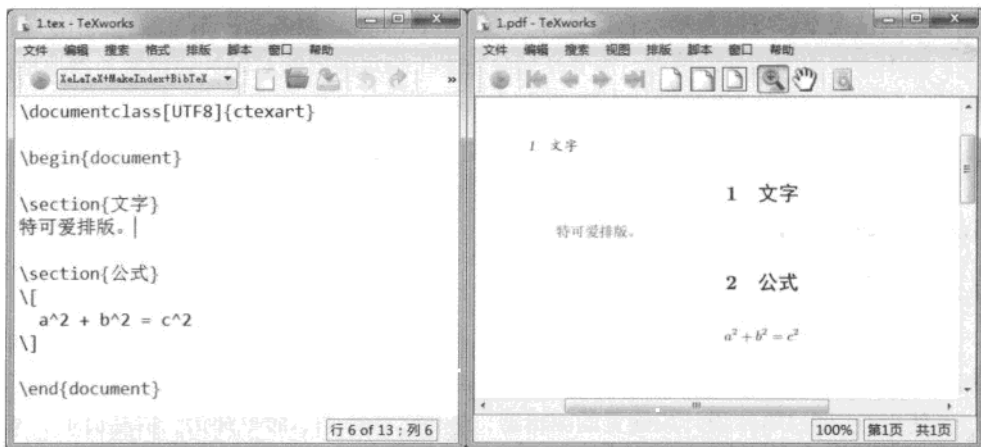 1.tex - TeXworks
文件 编辑 搜索 格式 排版 脚本 窗口 帮助
XeLaTeX+MakeIndex+BibTeX
»
\documentclass[UTF8]{ctexart}
\begin{document}
\section{文字}
特可爱排版。
\section{公式}
\[
a^2 + b^2 = c^2
\]
\end{document}
行 6 of 13 ; 列 6
1.pdf - TeXworks
文件 编辑 搜索 视图 排版 脚本 窗口 帮助
1 文字
1 文字
特可爱排版。
2 公式
a² + b² = c²
100% 第1页 共1页